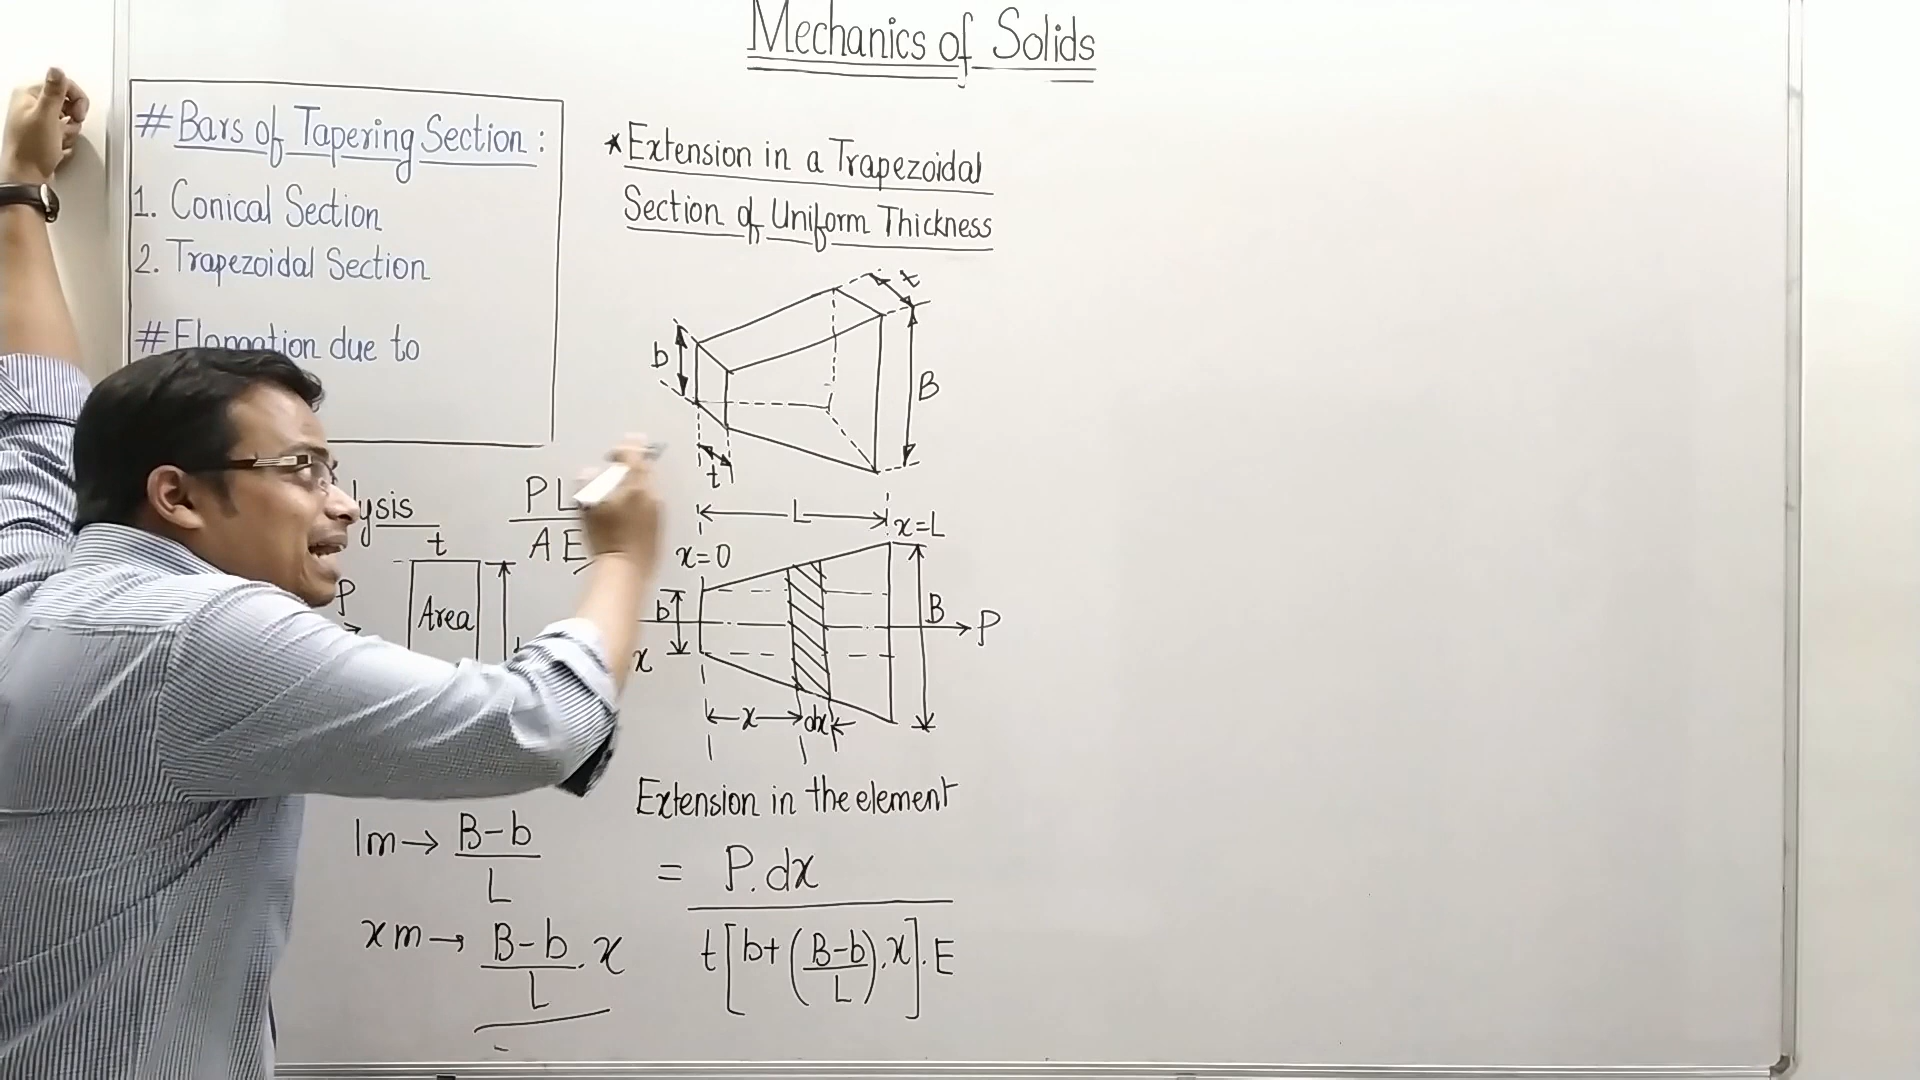 Mechanics of Solids
# Bars of Tapering Section :
1. Conical Section
2. Trapezoidal Section
# Elongation due to
* Extension in a Trapezoidal
Section of Uniform Thickness
t
b
B
t
L
x=L
x=0
b
B
P
x
x
dx
lysis
PL
AE
t
P
Area
1m → B-b
L
xm → B-b . x
L
Extension in the element
= P.dx
t[b+(B-b).x].E
L